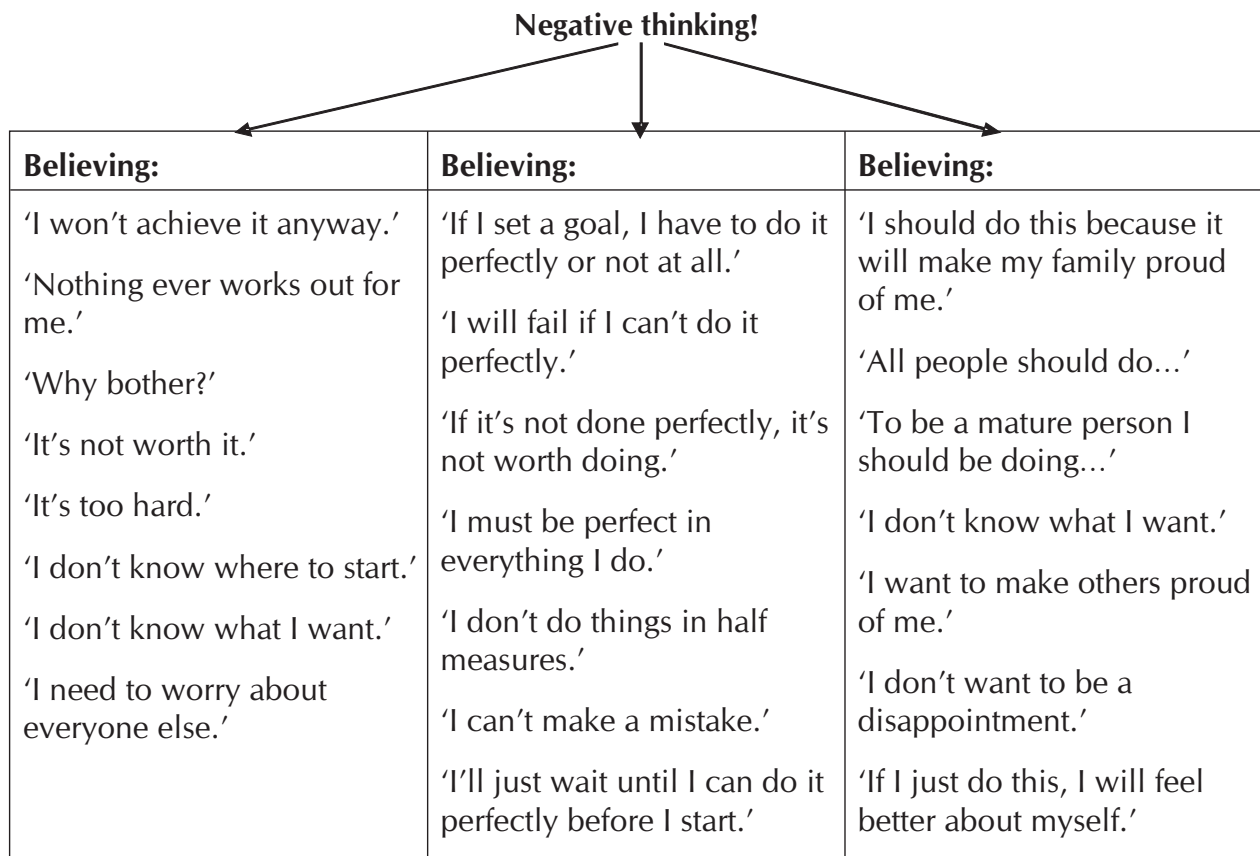 Negative thinking!
Believing:
‘I won’t achieve it anyway.’
‘Nothing ever works out for
me.’
‘Why bother?’
‘It’s not worth it.’
‘It’s too hard.’
‘I don’t know where to start.’
‘I don’t know what I want.’
‘I need to worry about
everyone else.’
Believing:
‘If I set a goal, I have to do it
perfectly or not at all.’
‘I will fail if I can’t do it
perfectly.’
‘If it’s not done perfectly, it’s
not worth doing.’
‘I must be perfect in
everything I do.’
‘I don’t do things in half
measures.’
‘I can’t make a mistake.’
‘I’ll just wait until I can do it
perfectly before I start.’
Believing:
‘I should do this because it
will make my family proud
of me.’
‘All people should do…’
‘To be a mature person I
should be doing…’
‘I don’t know what I want.’
‘I want to make others proud
of me.’
‘I don’t want to be a
disappointment.’
‘If I just do this, I will feel
better about myself.’